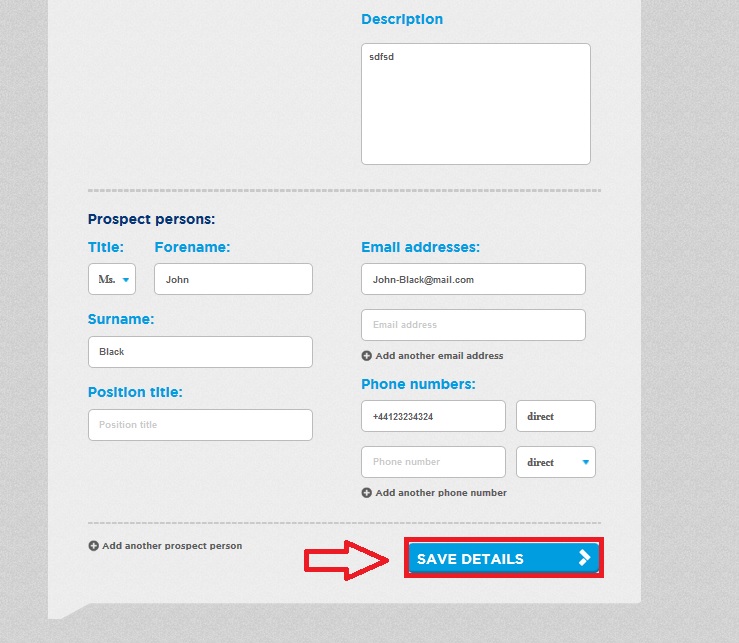 Description
sdfsd
Prospect persons:
Title: Forename:
Ms. John
Surname:
Black
Position title:
Position title
Email addresses:
John-Black@mail.com
Email address
Add another email address
Phone numbers:
+44123234324 direct
Phone number direct
Add another phone number
Add another prospect person
SAVE DETAILS